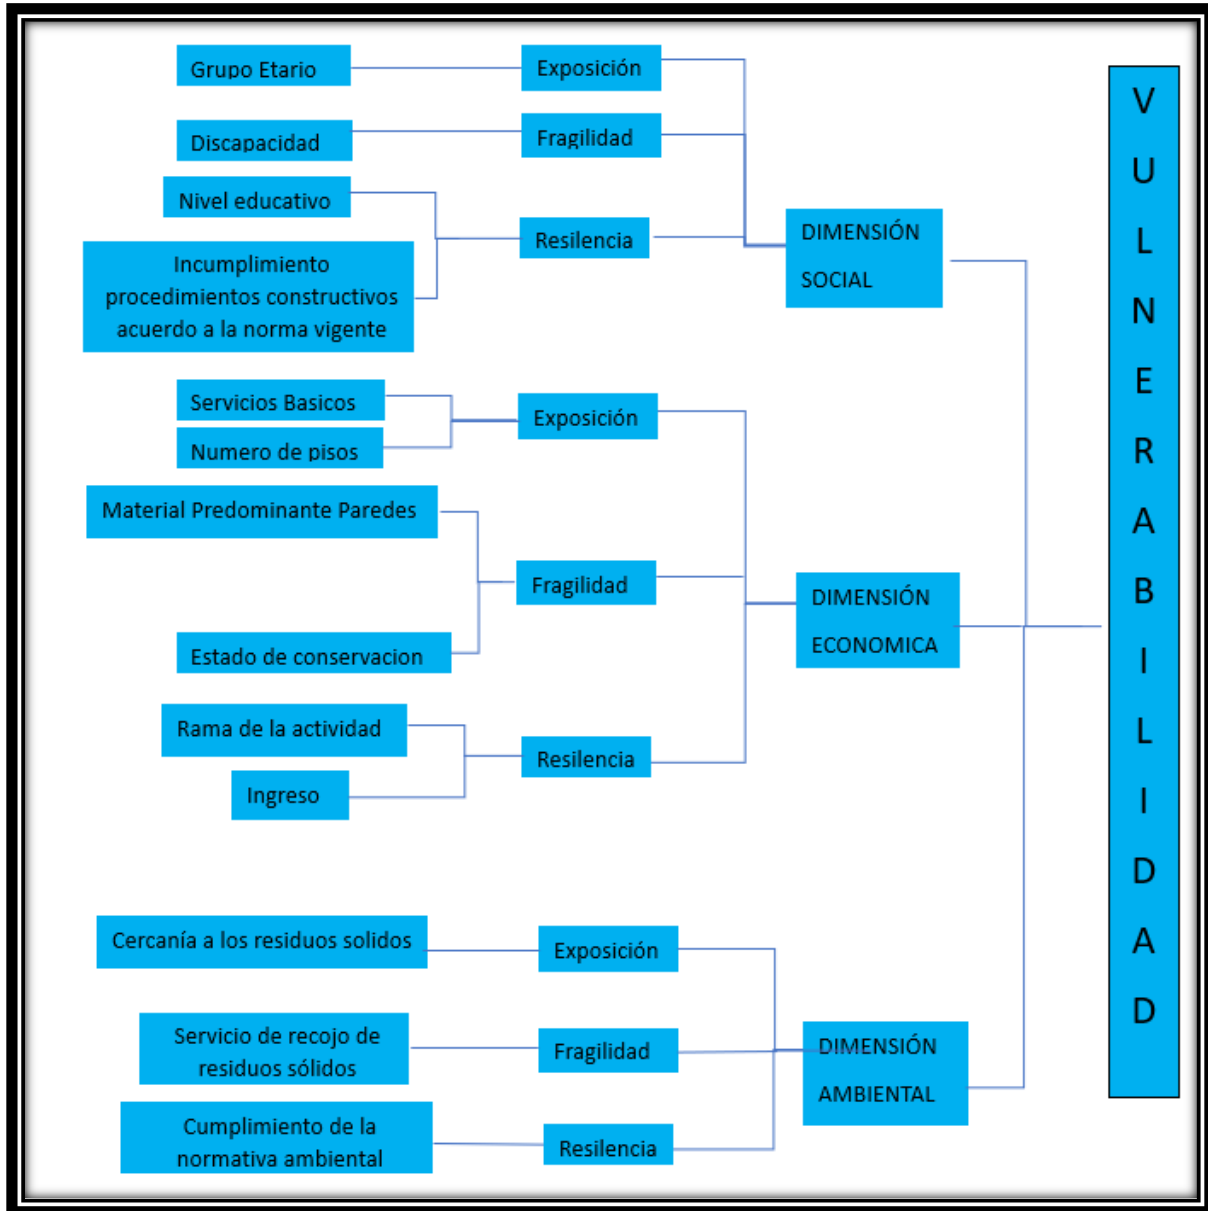 Grupo Etario
Exposición
Discapacidad
Fragilidad
Nivel educativo
Incumplimiento
procedimientos constructivos
acuerdo a la norma vigente
Resilencia
DIMENSIÓN
SOCIAL
Servicios Basicos
Numero de pisos
Exposición
Material Predominante Paredes
Estado de conservacion
Fragilidad
DIMENSIÓN
ECONOMICA
Rama de la actividad
Ingreso
Resilencia
Cercanía a los residuos solidos
Exposición
Servicio de recojo de
residuos sólidos
Fragilidad
DIMENSIÓN
AMBIENTAL
Cumplimiento de la
normativa ambiental
Resilencia
V
U
L
N
E
R
A
B
I
L
I
D
A
D